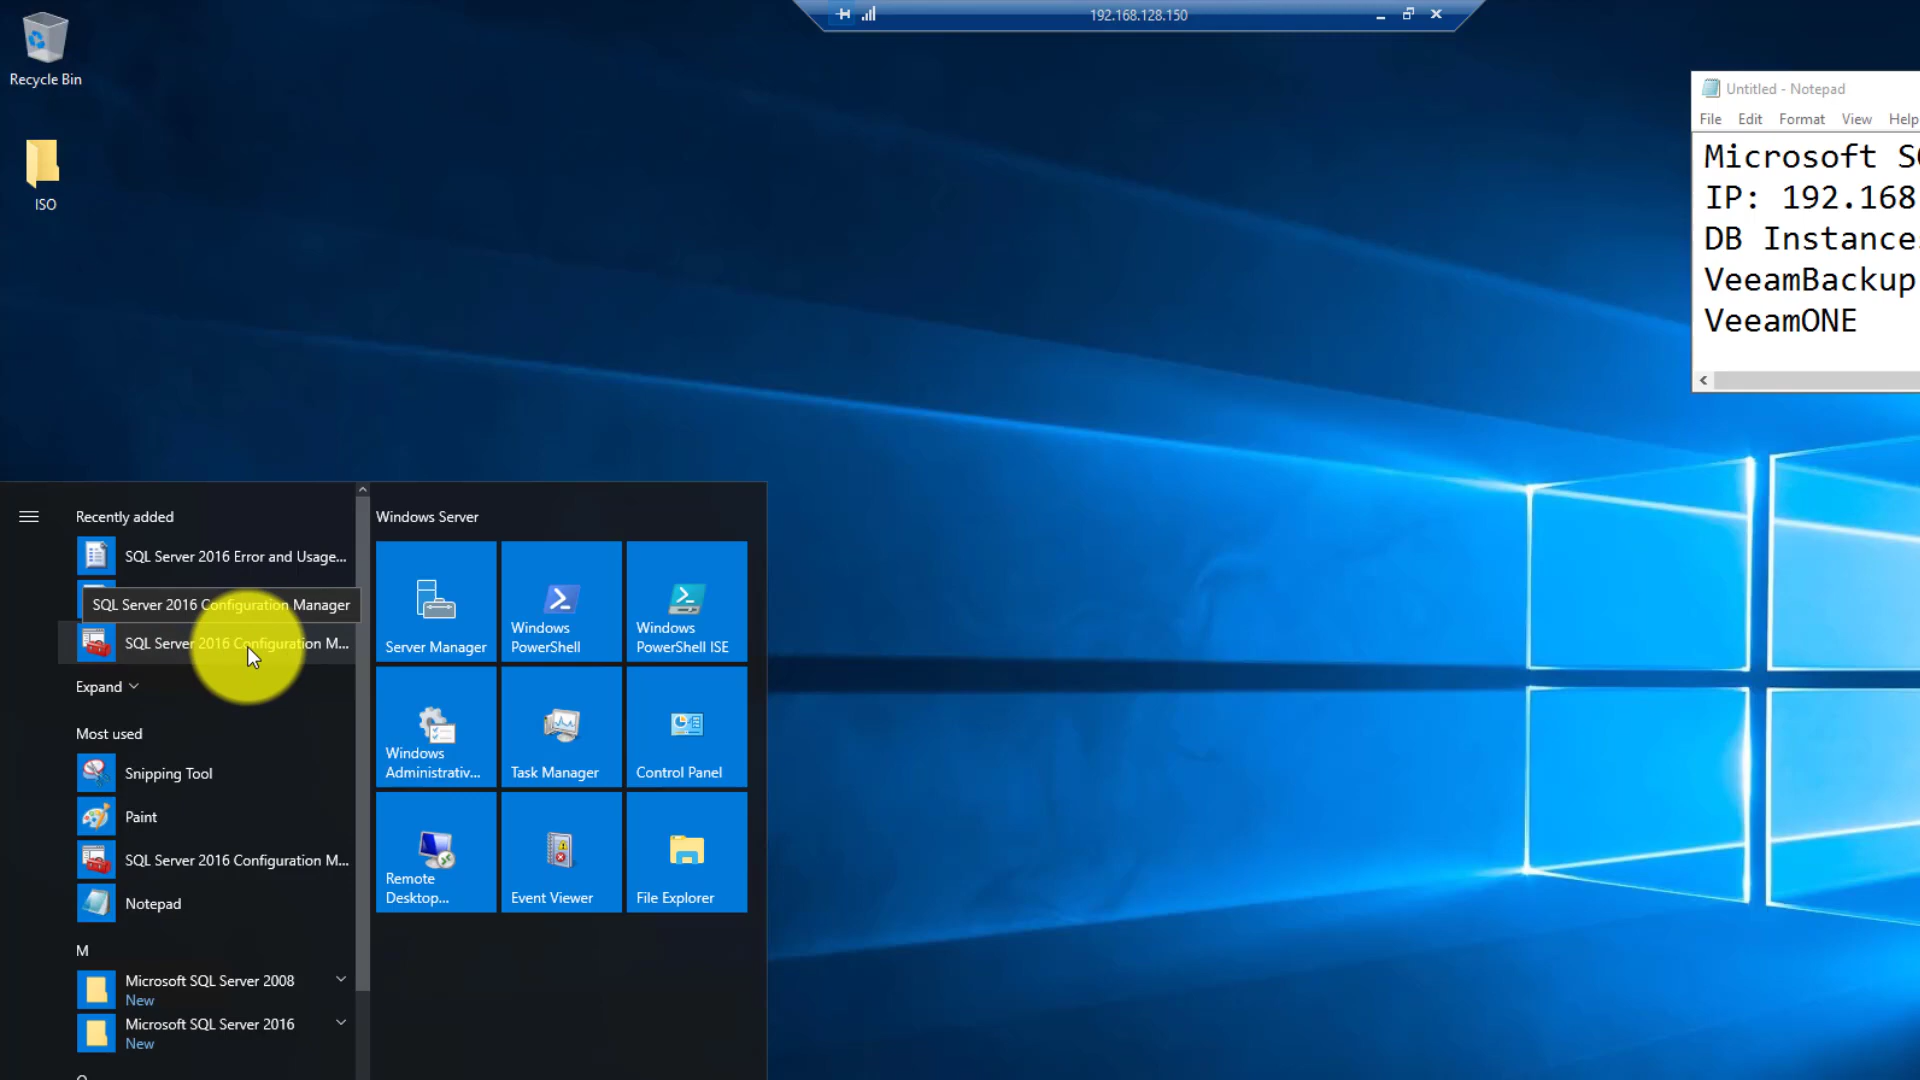 192.168.128.150
Recycle Bin
ISO
Untitled - Notepad
File Edit Format View Help
Microsoft
IP: 192.168
DB
VeeamBackup
VeeamONE
Recently added
SQL Server 2016 Error and Usage...
SQL Server 2016 Configuration Manager
SQL Server 2016 Configuration M...
Expand
Most used
Snipping Tool
Paint
SQL Server 2016 Configuration M...
Notepad
M
Microsoft SQL Server 2008
New
Microsoft SQL Server 2016
New
Windows Server
Server Manager
Windows
PowerShell
Windows
PowerShell ISE
Windows
Administrativ...
Task Manager
Control Panel
Remote
Desktop...
Event Viewer
File Explorer